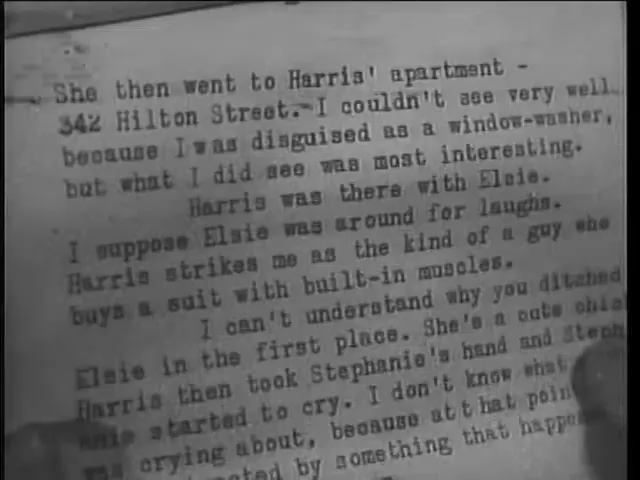 She then went to Harris' apartment -
342 Hilton Street. - I couldn't see very well
because I was disguised as a window-washer,
but what I did see was most interesting.
Harris was there with Elsie.
I suppose Elsie was around for laughs.
Harris strikes me as the kind of a guy who
buys a suit with built-in muscles.
I can't understand why you ditched
Elsie in the first place. She's a cute
Harris then took Stephanie's hand and Steph
anie started to cry. I don't know what
was crying about, because at that
by something that